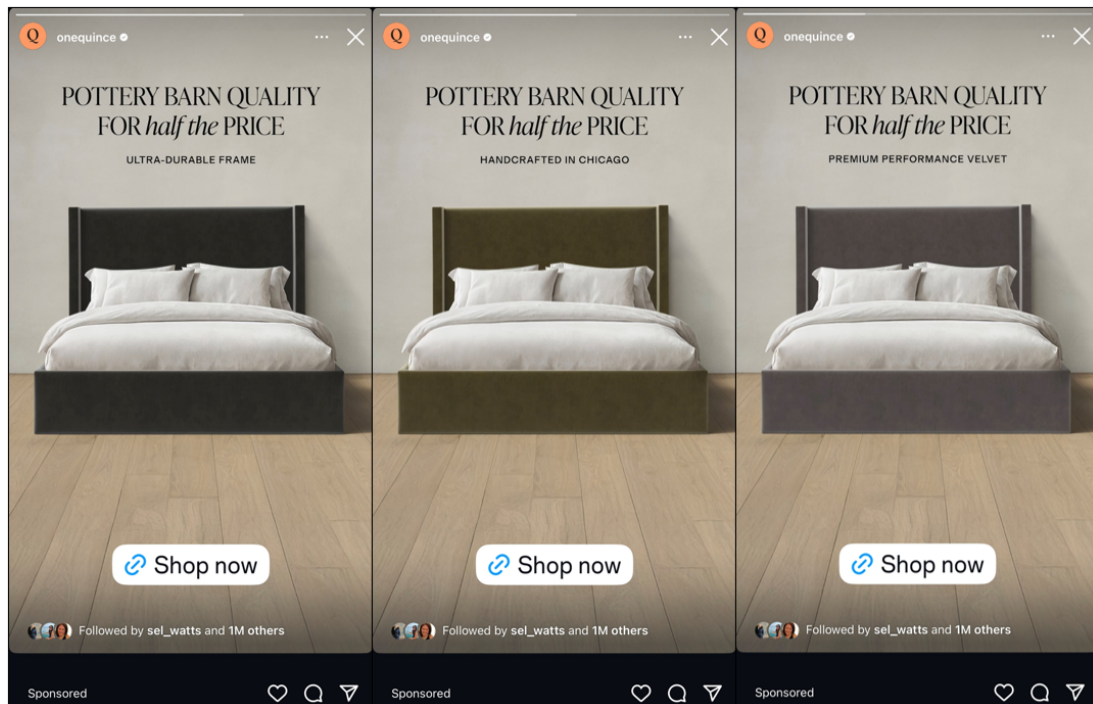 Q onequince
POTTERY BARN QUALITY
FOR half the PRICE
ULTRA-DURABLE FRAME
Shop now
Followed by sel_watts and 1M others
Sponsored
Q onequince
POTTERY BARN QUALITY
FOR half the PRICE
HANDCRAFTED IN CHICAGO
Shop now
Followed by sel_watts and 1M others
Sponsored
Q onequince
POTTERY BARN QUALITY
FOR half the PRICE
PREMIUM PERFORMANCE VELVET
Shop now
Followed by sel_watts and 1M others
Sponsored